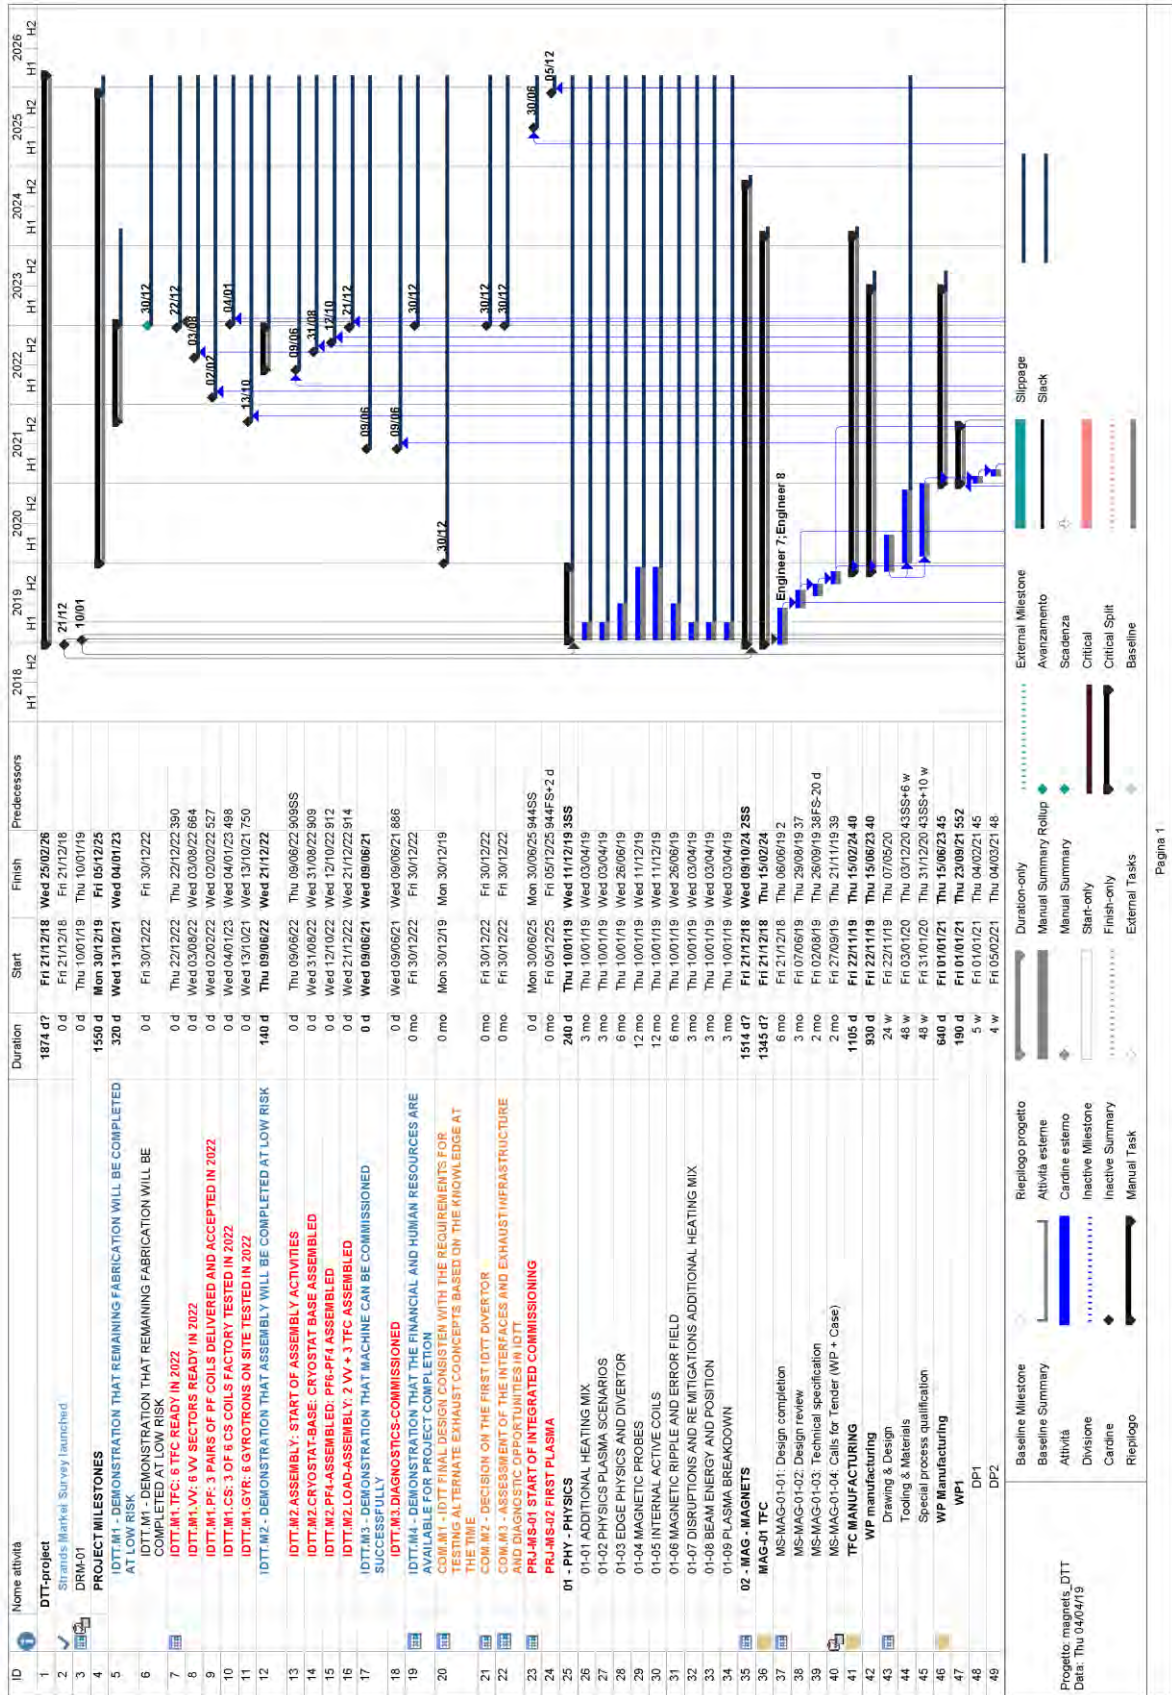 ID Nome attività Duration Start Finish Predecessors 2018 2019 2020 2021 2022 2023 2024 2025 2026
H1 H2 H1 H2 H1 H2 H1 H2 H1 H2 H1 H2 H1 H2 H1 H2 H1 H2
1 DTT-project 1874 d? Fri 21/12/18 Wed 25/02/26
2 Strands Market Survey launched 0 d Fri 21/12/18 Fri 21/12/18 21/12
3 DRM-01 0 d Thu 10/01/19 Thu 10/01/19 10/01
4 PROJECT MILESTONES 1550 d Mon 30/12/19 Fri 05/12/25
5 IDTT.M1 - DEMONSTRATION THAT REMAINING FABRICATION WILL BE COMPLETED 320 d Wed 13/10/21 Wed 04/01/23
AT LOW RISK
6 IDTT.M1 - DEMONSTRATION THAT REMAINING FABRICATION WILL BE 0 d Fri 30/12/22 Fri 30/12/22 30/12
COMPLETED AT LOW RISK
7 IDTT.M1.TFC: 6 TFC READY IN 2022 0 d Thu 22/12/22 Thu 22/12/22 390 22/12
8 IDTT.M1.VV: 6 VV SECTORS READY IN 2022 0 d Wed 03/08/22 Wed 03/08/22 664 03/08
9 IDTT.M1.PF: 3 PAIRS OF PF COILS DELIVERED AND ACCEPTED IN 2022 0 d Wed 02/02/22 Wed 02/02/22 527 02/02
10 IDTT.M1.CS: 3 OF 6 CS COILS FACTORY TESTED IN 2022 0 d Wed 04/01/23 Wed 04/01/23 498 04/01
11 IDTT.M1.GYR: 6 GYROTRONS ON SITE TESTED IN 2022 0 d Wed 13/10/21 Wed 13/10/21 750 13/10
12 IDTT.M2 - DEMONSTRATION THAT ASSEMBLY WILL BE COMPLETED AT LOW RISK 140 d Thu 09/06/22 Wed 21/12/22
13 IDTT.M2.ASSEMBLY: START OF ASSEMBLY ACTIVITIES 0 d Thu 09/06/22 Thu 09/06/22 909SS 09/06
14 IDTT.M2.CRYOSTAT-BASE: CRYOSTAT BASE ASSEMBLED 0 d Wed 31/08/22 Wed 31/08/22 909 31/08
15 IDTT.M2.PF4-ASSEMBLED: PF6-PF4 ASSEMBLED 0 d Wed 12/10/22 Wed 12/10/22 912 12/10
16 IDTT.M2.LOAD-ASSEMBLY: 2 VV + 3 TFC ASSEMBLED 0 d Wed 21/12/22 Wed 21/12/22 914 21/12
17 IDTT.M3 - DEMONSTRATION THAT MACHINE CAN BE COMMISSIONED 0 d Wed 09/06/21 Wed 09/06/21 09/06
SUCCESSFULLY
18 IDTT.M3.DIAGNOSTICS-COMMISSIONED 0 d Wed 09/06/21 Wed 09/06/21 886 09/06
19 IDTT.M4 - DEMONSTRATION THAT THE FINANCIAL AND HUMAN RESOURCES ARE 0 mo Fri 30/12/22 Fri 30/12/22 30/12
AVAILABLE FOR PROJECT COMPLETION
20 COM.M1 - IDTT FINAL DESIGN CONSISTEN WITH THE REQUIREMENTS FOR 0 mo Mon 30/12/19 Mon 30/12/19 30/12
TESTING ALTERNATE EXHAUST COONCEPTS BASED ON THE KNOWLEDGE AT
THE TIME
21 COM.M2 - DECISION ON THE FIRST IDTT DIVERTOR 0 mo Fri 30/12/22 Fri 30/12/22 30/12
22 COM.M3 - ASSESSMENT OF THE INTERFACES AND EXHAUST INFRASTRUCTURE 0 mo Fri 30/12/22 Fri 30/12/22 30/12
AND DIAGNOSTIC OPPORTUNITIES IN IDTT
23 PRJ-MS-01 START OF INTEGRATED COMMISSIONING 0 d Mon 30/06/25 Mon 30/06/25 944SS 30/06
24 PRJ-MS-02 FIRST PLASMA 0 mo Fri 05/12/25 Fri 05/12/25 944FS+2 d 05/12
25 01 - PHY - PHYSICS 240 d Thu 10/01/19 Wed 11/12/19 3SS
26 01-01 ADDITIONAL HEATING MIX 3 mo Thu 10/01/19 Wed 03/04/19
27 01-02 PHYSICS PLASMA SCENARIOS 3 mo Thu 10/01/19 Wed 03/04/19
28 01-03 EDGE PHYSICS AND DIVERTOR 6 mo Thu 10/01/19 Wed 26/06/19
29 01-04 MAGNETIC PROBES 12 mo Thu 10/01/19 Wed 11/12/19
30 01-05 INTERNAL ACTIVE COILS 12 mo Thu 10/01/19 Wed 11/12/19
31 01-06 MAGNETIC RIPPLE AND ERROR FIELD 6 mo Thu 10/01/19 Wed 26/06/19
32 01-07 DISRUPTIONS AND RE MITIGATIONS ADDITIONAL HEATING MIX 3 mo Thu 10/01/19 Wed 03/04/19
33 01-08 BEAM ENERGY AND POSITION 3 mo Thu 10/01/19 Wed 03/04/19
34 01-09 PLASMA BREAKDOWN 3 mo Thu 10/01/19 Wed 03/04/19
35 02 - MAG - MAGNETS 1514 d? Fri 21/12/18 Wed 09/10/24 2SS
36 MAG-01 TFC 1345 d? Fri 21/12/18 Thu 15/02/24
37 MS-MAG-01-01: Design completion 6 mo Fri 21/12/18 Thu 06/06/19 2 Engineer 7;Engineer 8
38 MS-MAG-01-02: Design review 3 mo Fri 07/06/19 Thu 29/08/19 37
39 MS-MAG-01-03: Technical specification 2 mo Fri 02/08/19 Thu 26/09/19 38FS-20 d
40 MS-MAG-01-04: Calls for Tender (WP + Case) 2 mo Fri 27/09/19 Thu 21/11/19 39
41 TFC MANUFACTURING 1105 d Fri 22/11/19 Thu 15/02/24 40
42 WP manufacturing 930 d Fri 22/11/19 Thu 15/06/23 40
43 Drawing & Design 24 w Fri 22/11/19 Thu 07/05/20
44 Tooling & Materials 48 w Fri 03/01/20 Thu 03/12/20 43SS+6 w
45 Special process qualification 48 w Fri 31/01/20 Thu 31/12/20 43SS+10 w
46 WP Manufacturing 640 d Fri 01/01/21 Thu 15/06/23 45
47 WP1 190 d Fri 01/01/21 Thu 23/09/21 552
48 DP1 5 w Fri 01/01/21 Thu 04/02/21 45
49 DP2 4 w Fri 05/02/21 Thu 04/03/21 48
Progetto: magnets_DTT
Data: Thu 04/04/19
Baseline Milestone Riepilogo progetto Duration-only External Milestone Slippage
Baseline Summary Attività esterne Manual Summary Rollup Avanzamento Slack
Attività Cardine esterno Manual Summary Scadenza
Divisione Inactive Milestone Start-only Critical
Cardine Inactive Summary Finish-only Critical Split
Riepilogo Manual Task External Tasks Baseline
Pagina 1